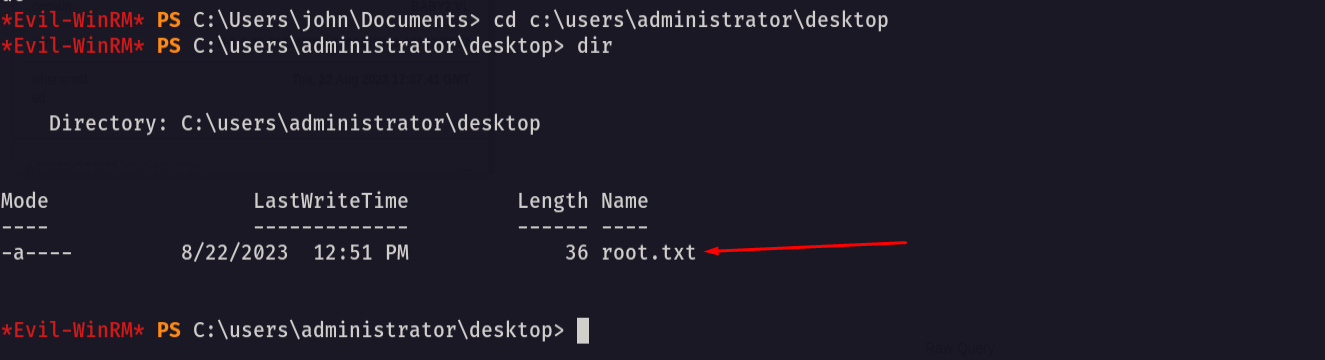 *Evil-WinRM* PS C:\Users\john\Documents> cd c:\users\administrator\desktop
*Evil-WinRM* PS C:\users\administrator\desktop> dir
Directory: C:\users\administrator\desktop
Mode LastWriteTime Length Name
---- ------------- ------ ----
-a---- 8/22/2023 12:51 PM 36 root.txt
*Evil-WinRM* PS C:\users\administrator\desktop>